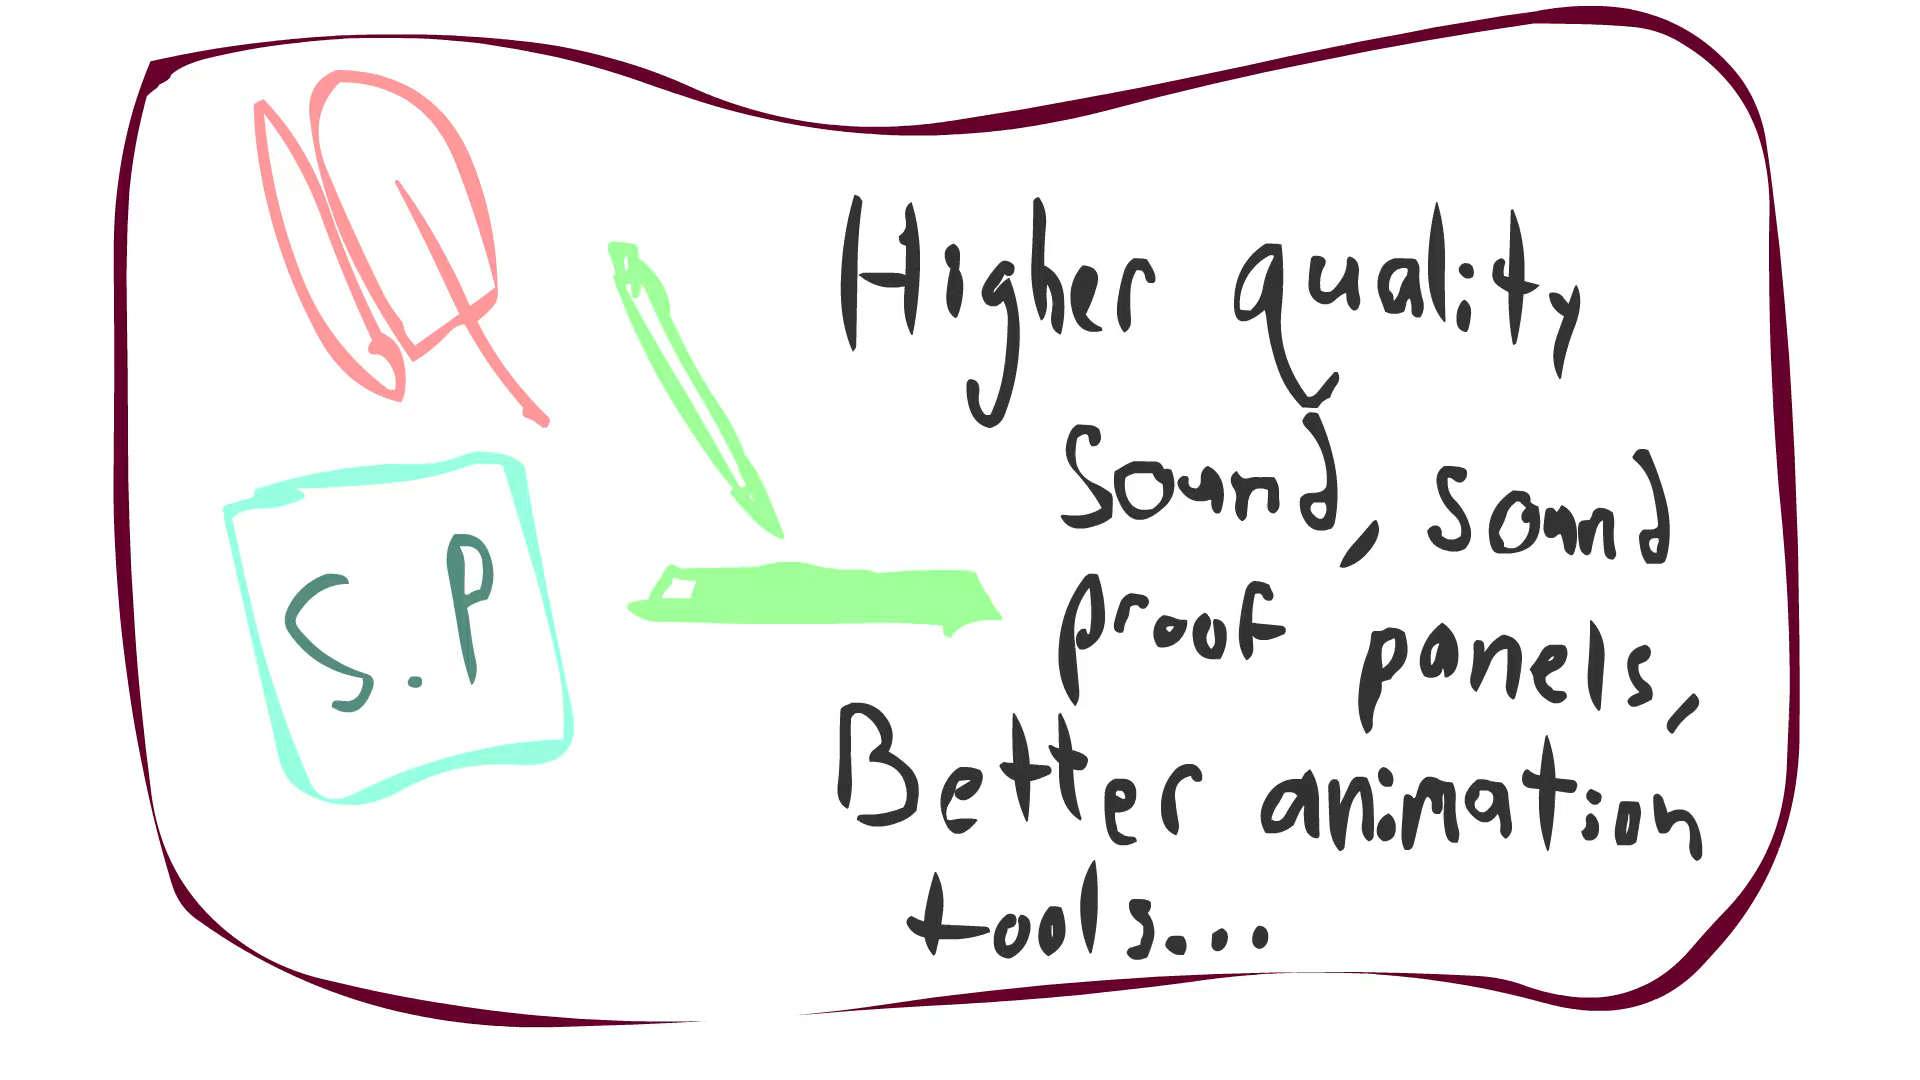 S.P
Higher quality
sound, sound
proof panels,
Better animation
tools...